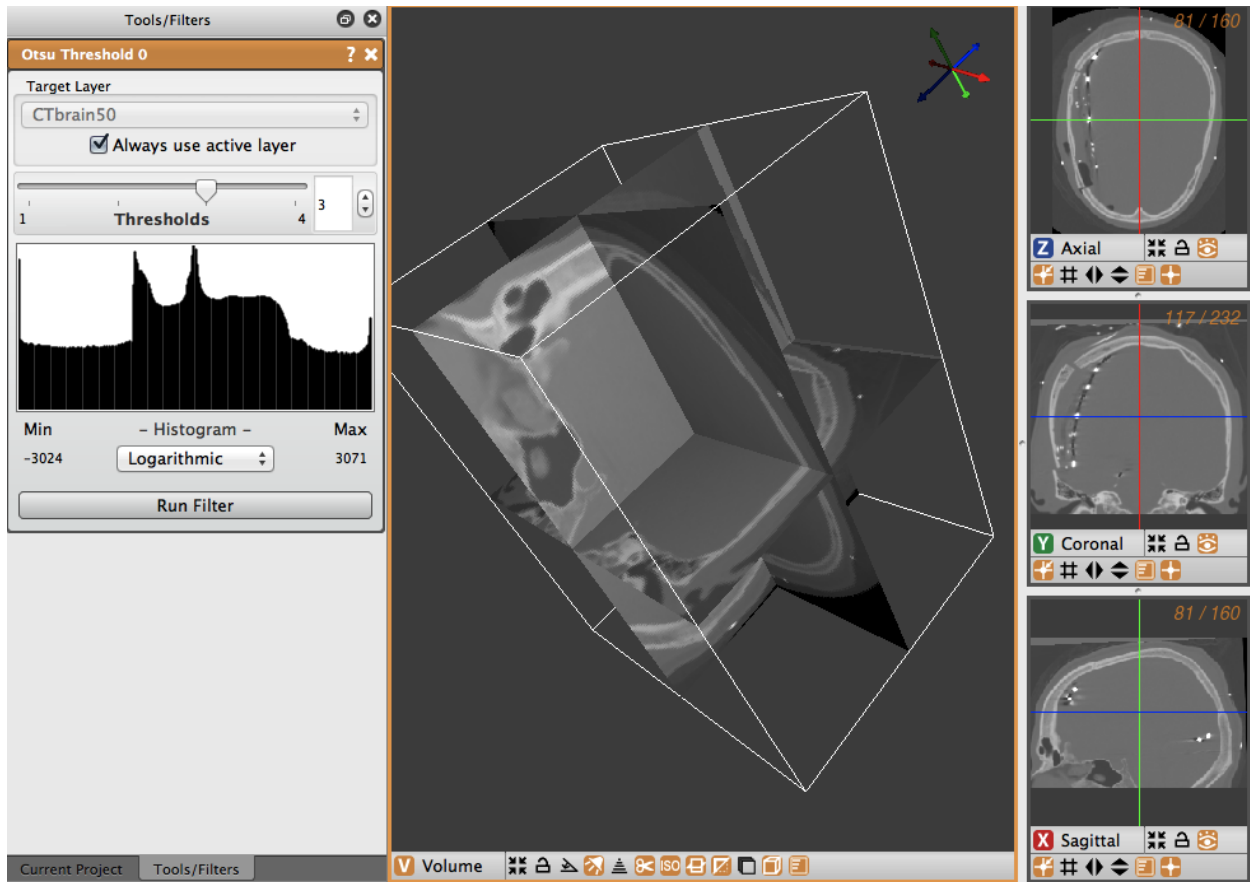 Tools/Filters
Otsu Threshold 0 ?
Target Layer
CTbrain50
Always use active layer
1 Thresholds 4 3
Min – Histogram – Max
-3024 Logarithmic 3071
Run Filter
Current Project Tools/Filters
V Volume ISO
81 / 160
Z Axial
117 / 232
Y Coronal
81 / 160
X Sagittal